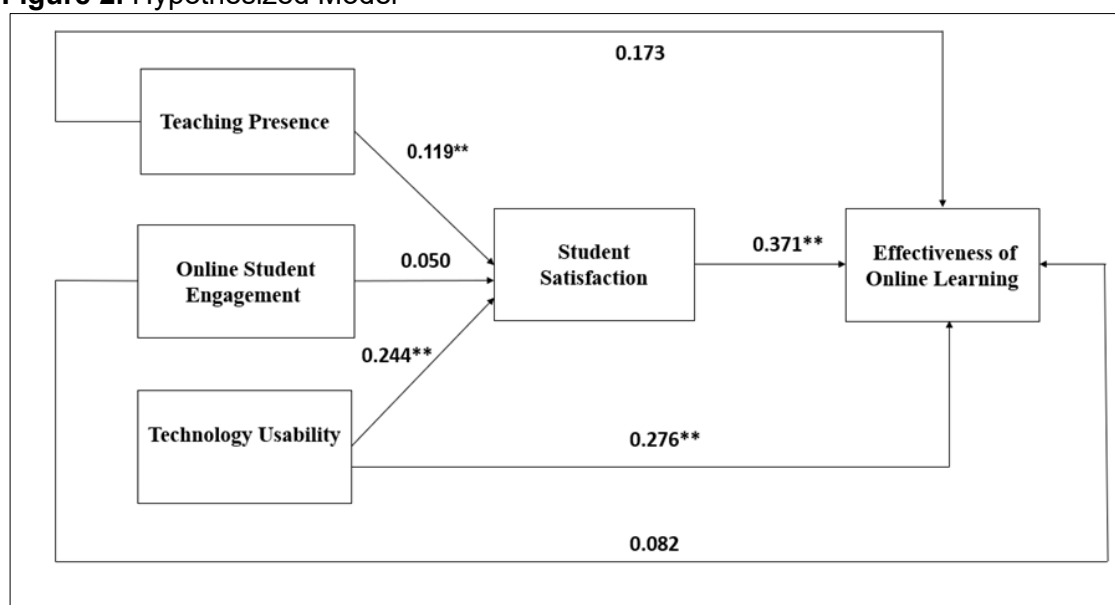 Figure 2. Hypothesized Model
0.173
Teaching Presence
0.119**
Online Student
Engagement
0.050
Student
Satisfaction
0.371**
Effectiveness of
Online Learning
0.244**
Technology Usability
0.276**
0.082